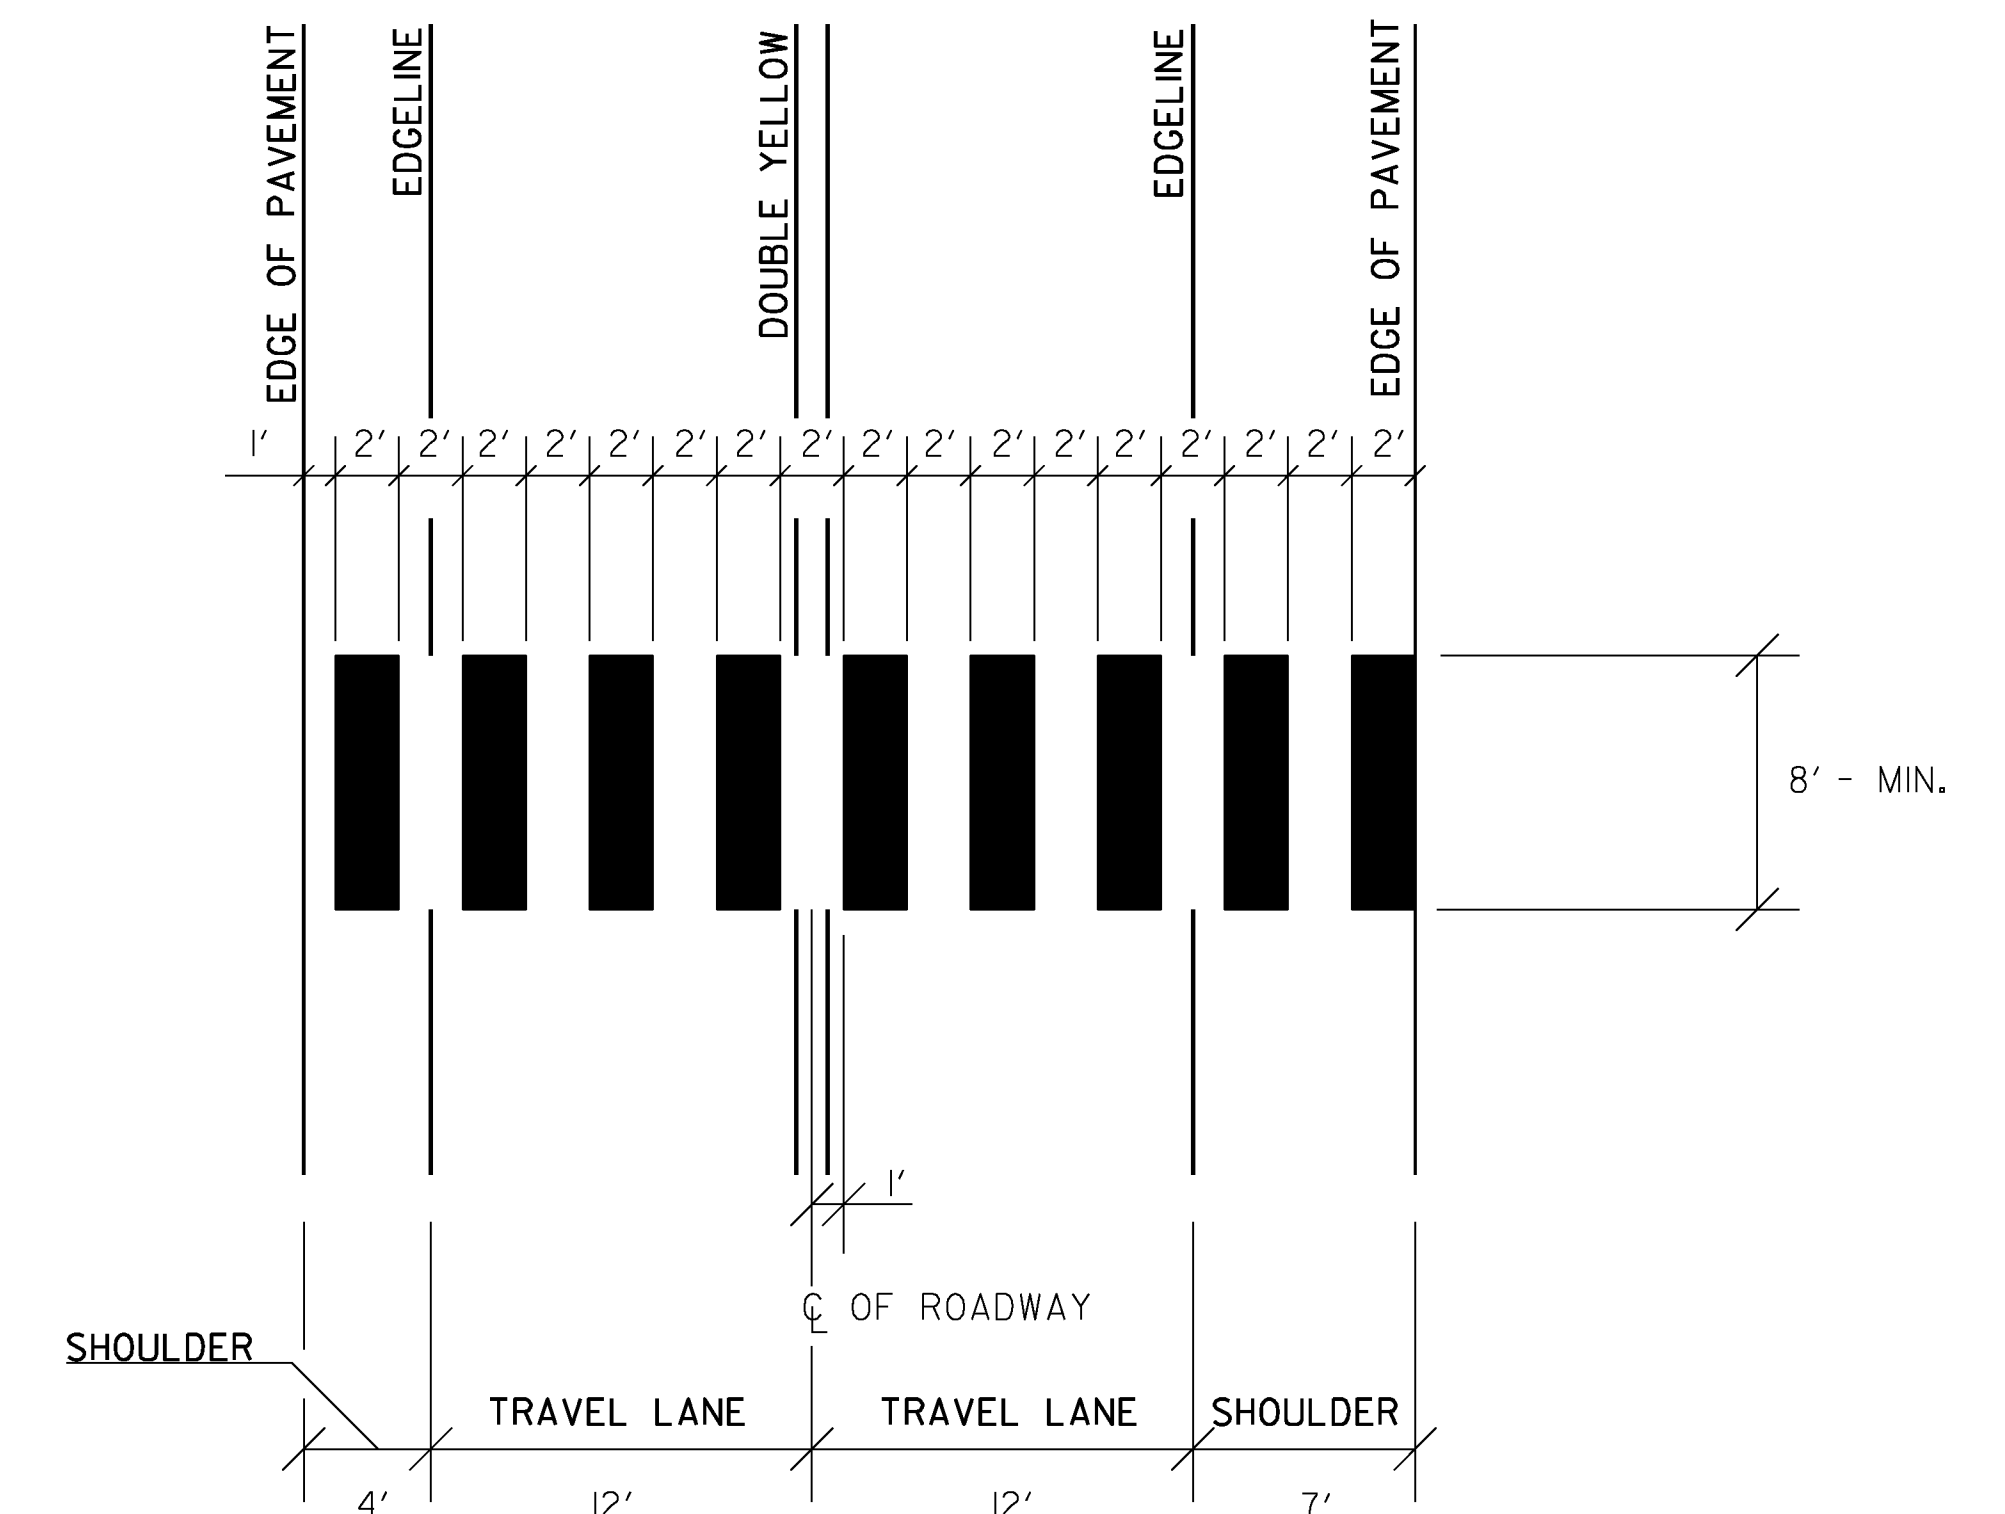 EDGE OF PAVEMENT
EDGELINE
DOUBLE YELLOW
EDGELINE
EDGE OF PAVEMENT
1' 2' 2' 2' 2' 2' 2' 2' 2' 2' 2' 2' 2' 2' 2' 2' 2' 2'
8' - MIN.
1'
℄ OF ROADWAY
SHOULDER
TRAVEL LANE TRAVEL LANE SHOULDER
4' 12' 12' 7'